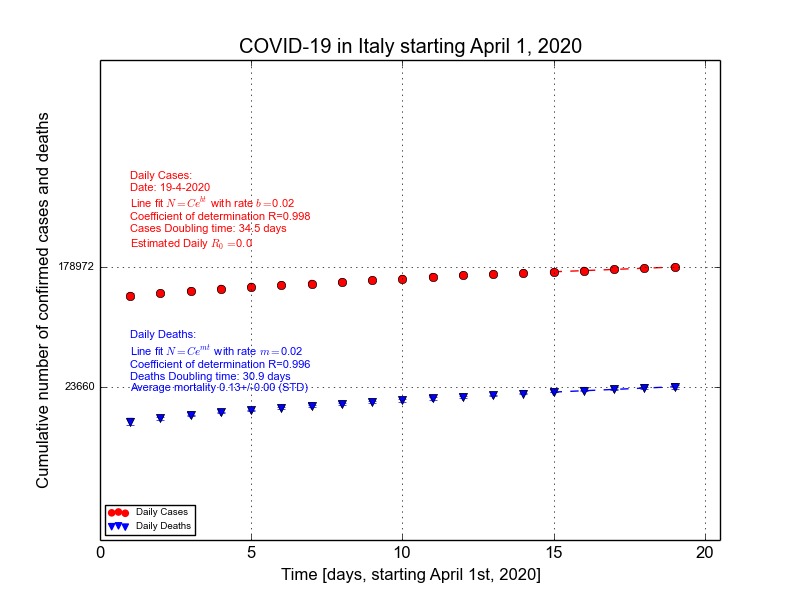 COVID-19 in Italy starting April 1, 2020
Cumulative number of confirmed cases and deaths
Daily Cases:
Date: 19-4-2020
Line fit N=Ce^{bt} with rate b=0.02
Coefficient of determination R=0.998
Cases Doubling time: 34.5 days
Estimated Daily R_0 =0.0
178972
Daily Deaths:
Line fit N=Ce^{mt} with rate m=0.02
Coefficient of determination R=0.996
Deaths Doubling time: 30.9 days
Average mortality 0.13+/-0.00 (STD)
23660
Daily Cases
Daily Deaths
0 5 10 15 20
Time [days, starting April 1st, 2020]